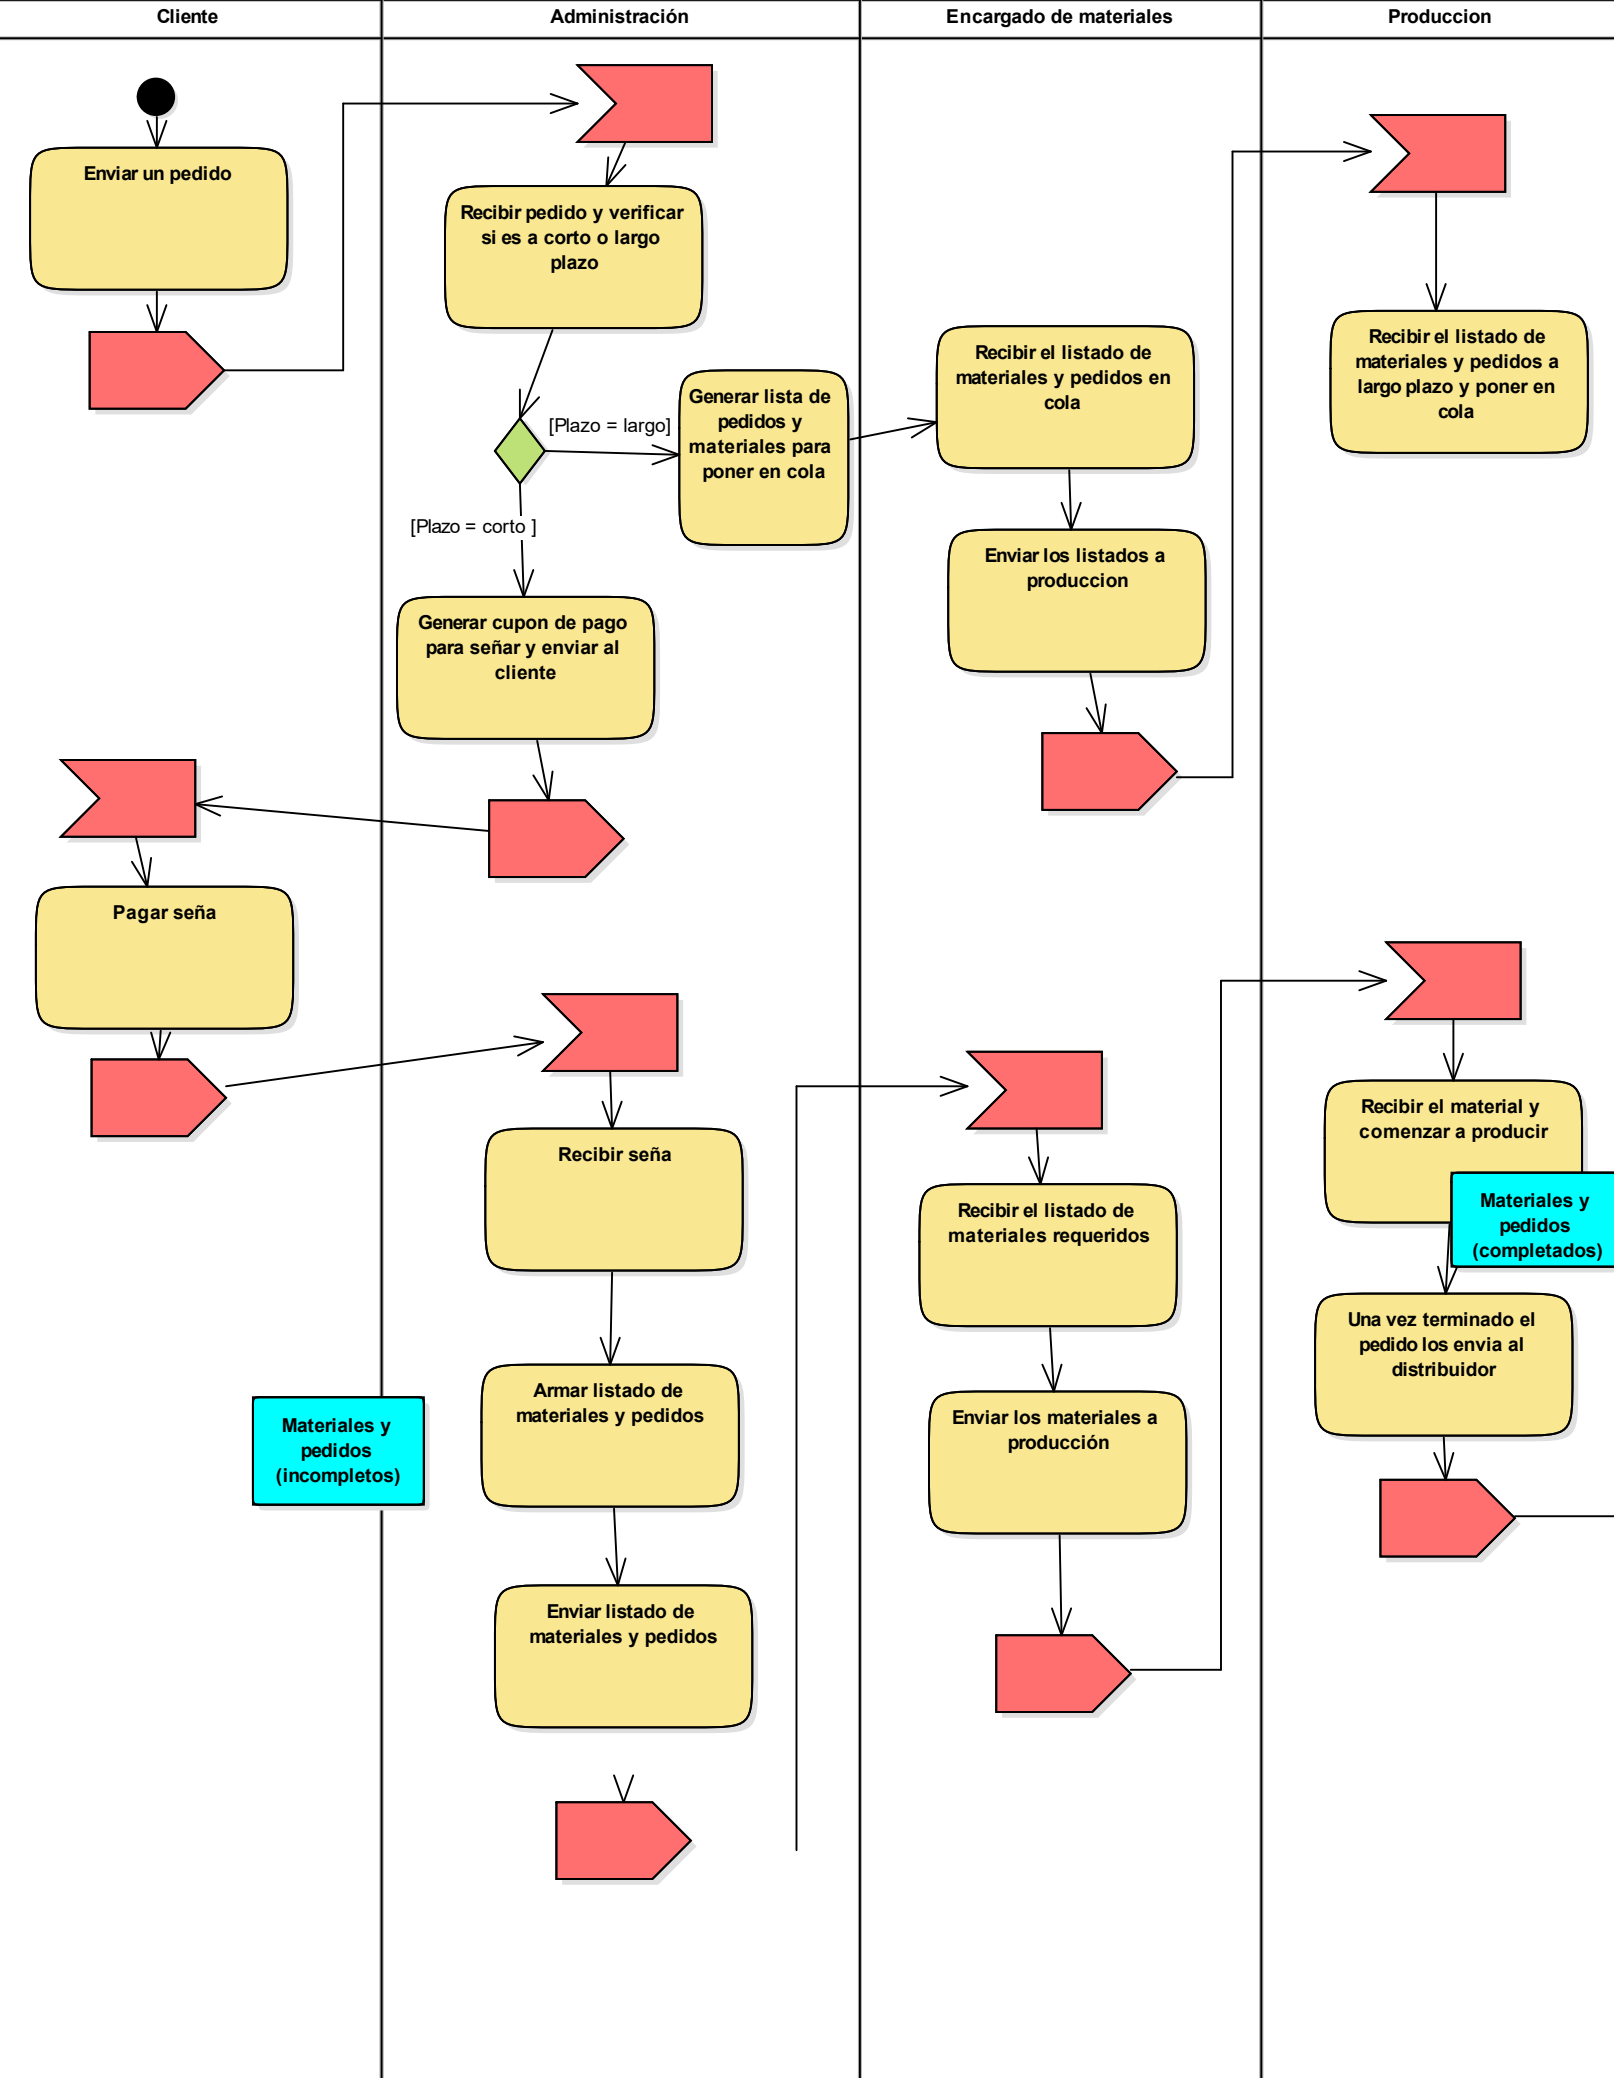 Cliente
Administración
Encargado de materiales
Produccion
Enviar un pedido
Recibir pedido y verificar
si es a corto o largo
plazo
[Plazo = largo]
Generar lista de
pedidos y
materiales para
poner en cola
[Plazo = corto ]
Generar cupon de pago
para señar y enviar al
cliente
Recibir el listado de
materiales y pedidos en
cola
Enviar los listados a
produccion
Recibir el listado de
materiales y pedidos a
largo plazo y poner en
cola
Pagar seña
Recibir seña
Armar listado de
materiales y pedidos
Materiales y
pedidos
(incompletos)
Enviar listado de
materiales y pedidos
Recibir el listado de
materiales requeridos
Enviar los materiales a
producción
Recibir el material y
comenzar a producir
Materiales y
pedidos
(completados)
Una vez terminado el
pedido los envia al
distribuidor